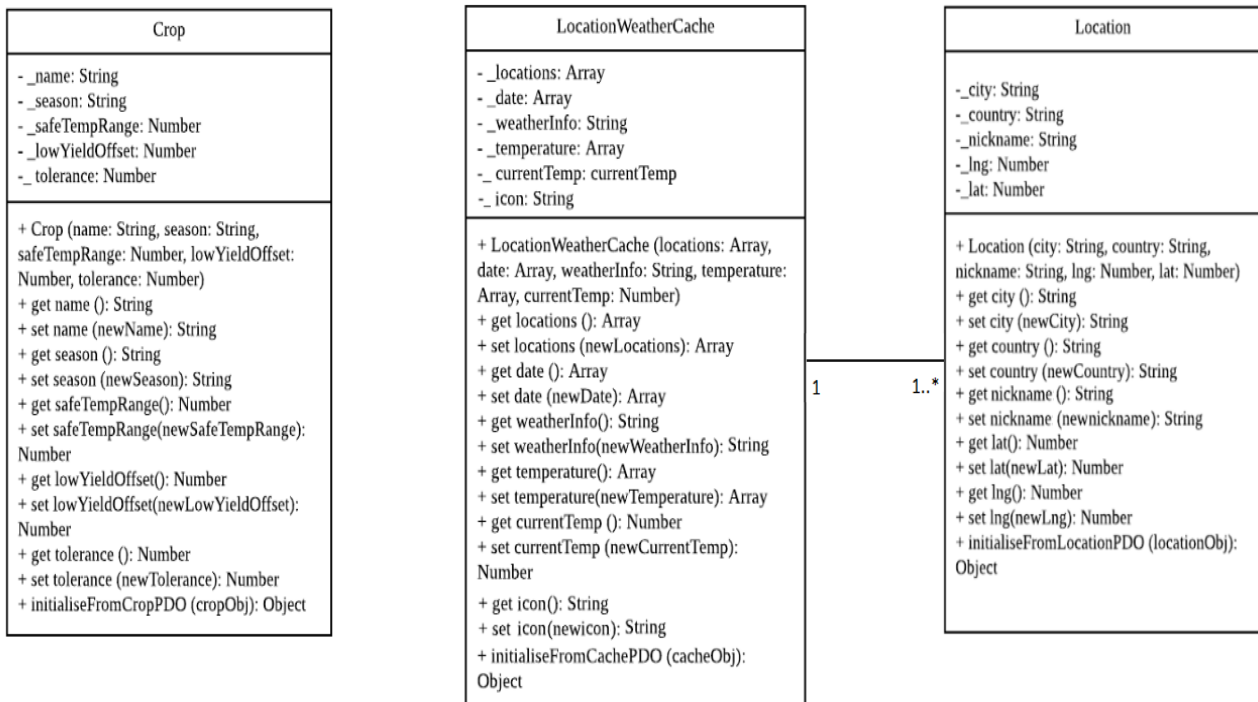 Crop
- _name: String
- _season: String
- _safeTempRange: Number
- _lowYieldOffset: Number
-_ tolerance: Number
+ Crop (name: String, season: String,
safeTempRange: Number, lowYieldOffset:
Number, tolerance: Number)
+ get name (): String
+ set name (newName): String
+ get season (): String
+ set season (newSeason): String
+ get safeTempRange(): Number
+ set safeTempRange(newSafeTempRange):
Number
+ get lowYieldOffset(): Number
+ set lowYieldOffset(newLowYieldOffset):
Number
+ get tolerance (): Number
+ set tolerance (newTolerance): Number
+ initialiseFromCropPDO (cropObj): Object
LocationWeatherCache
- _locations: Array
- _date: Array
- _weatherInfo: String
- _temperature: Array
-_ currentTemp: currentTemp
-_ icon: String
+ LocationWeatherCache (locations: Array,
date: Array, weatherInfo: String, temperature:
Array, currentTemp: Number)
+ get locations (): Array
+ set locations (newLocations): Array
+ get date (): Array
+ set date (newDate): Array
+ get weatherInfo(): String
+ set weatherInfo(newWeatherInfo): String
+ get temperature(): Array
+ set temperature(newTemperature): Array
+ get currentTemp (): Number
+ set currentTemp (newCurrentTemp):
Number
+ get icon(): String
+ set icon(newicon): String
+ initialiseFromCachePDO (cacheObj):
Object
1 1..*
Location
-_city: String
-_country: String
-_nickname: String
-_lng: Number
-_lat: Number
+ Location (city: String, country: String,
nickname: String, lng: Number, lat: Number)
+ get city (): String
+ set city (newCity): String
+ get country (): String
+ set country (newCountry): String
+ get nickname (): String
+ set nickname (newnickname): String
+ get lat(): Number
+ set lat(newLat): Number
+ get lng(): Number
+ set lng(newLng): Number
+ initialiseFromLocationPDO (locationObj):
Object